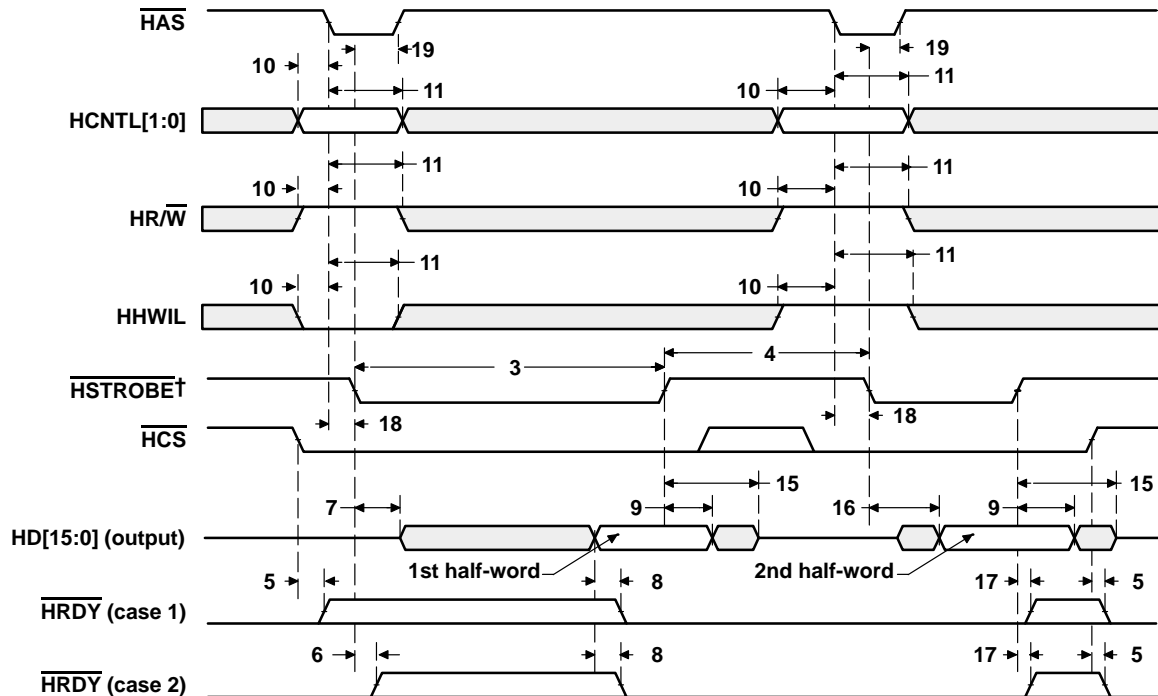 HAS
19
19
10
11
10
11
HCNTL[1:0]
11
11
10
10
HR/W
11
11
10
10
HHWIL
3
4
HSTROBE†
18
18
HCS
15
15
7
9
16
9
HD[15:0] (output)
1st half-word
2nd half-word
5
8
17
5
HRDY (case 1)
6
8
17
5
HRDY (case 2)